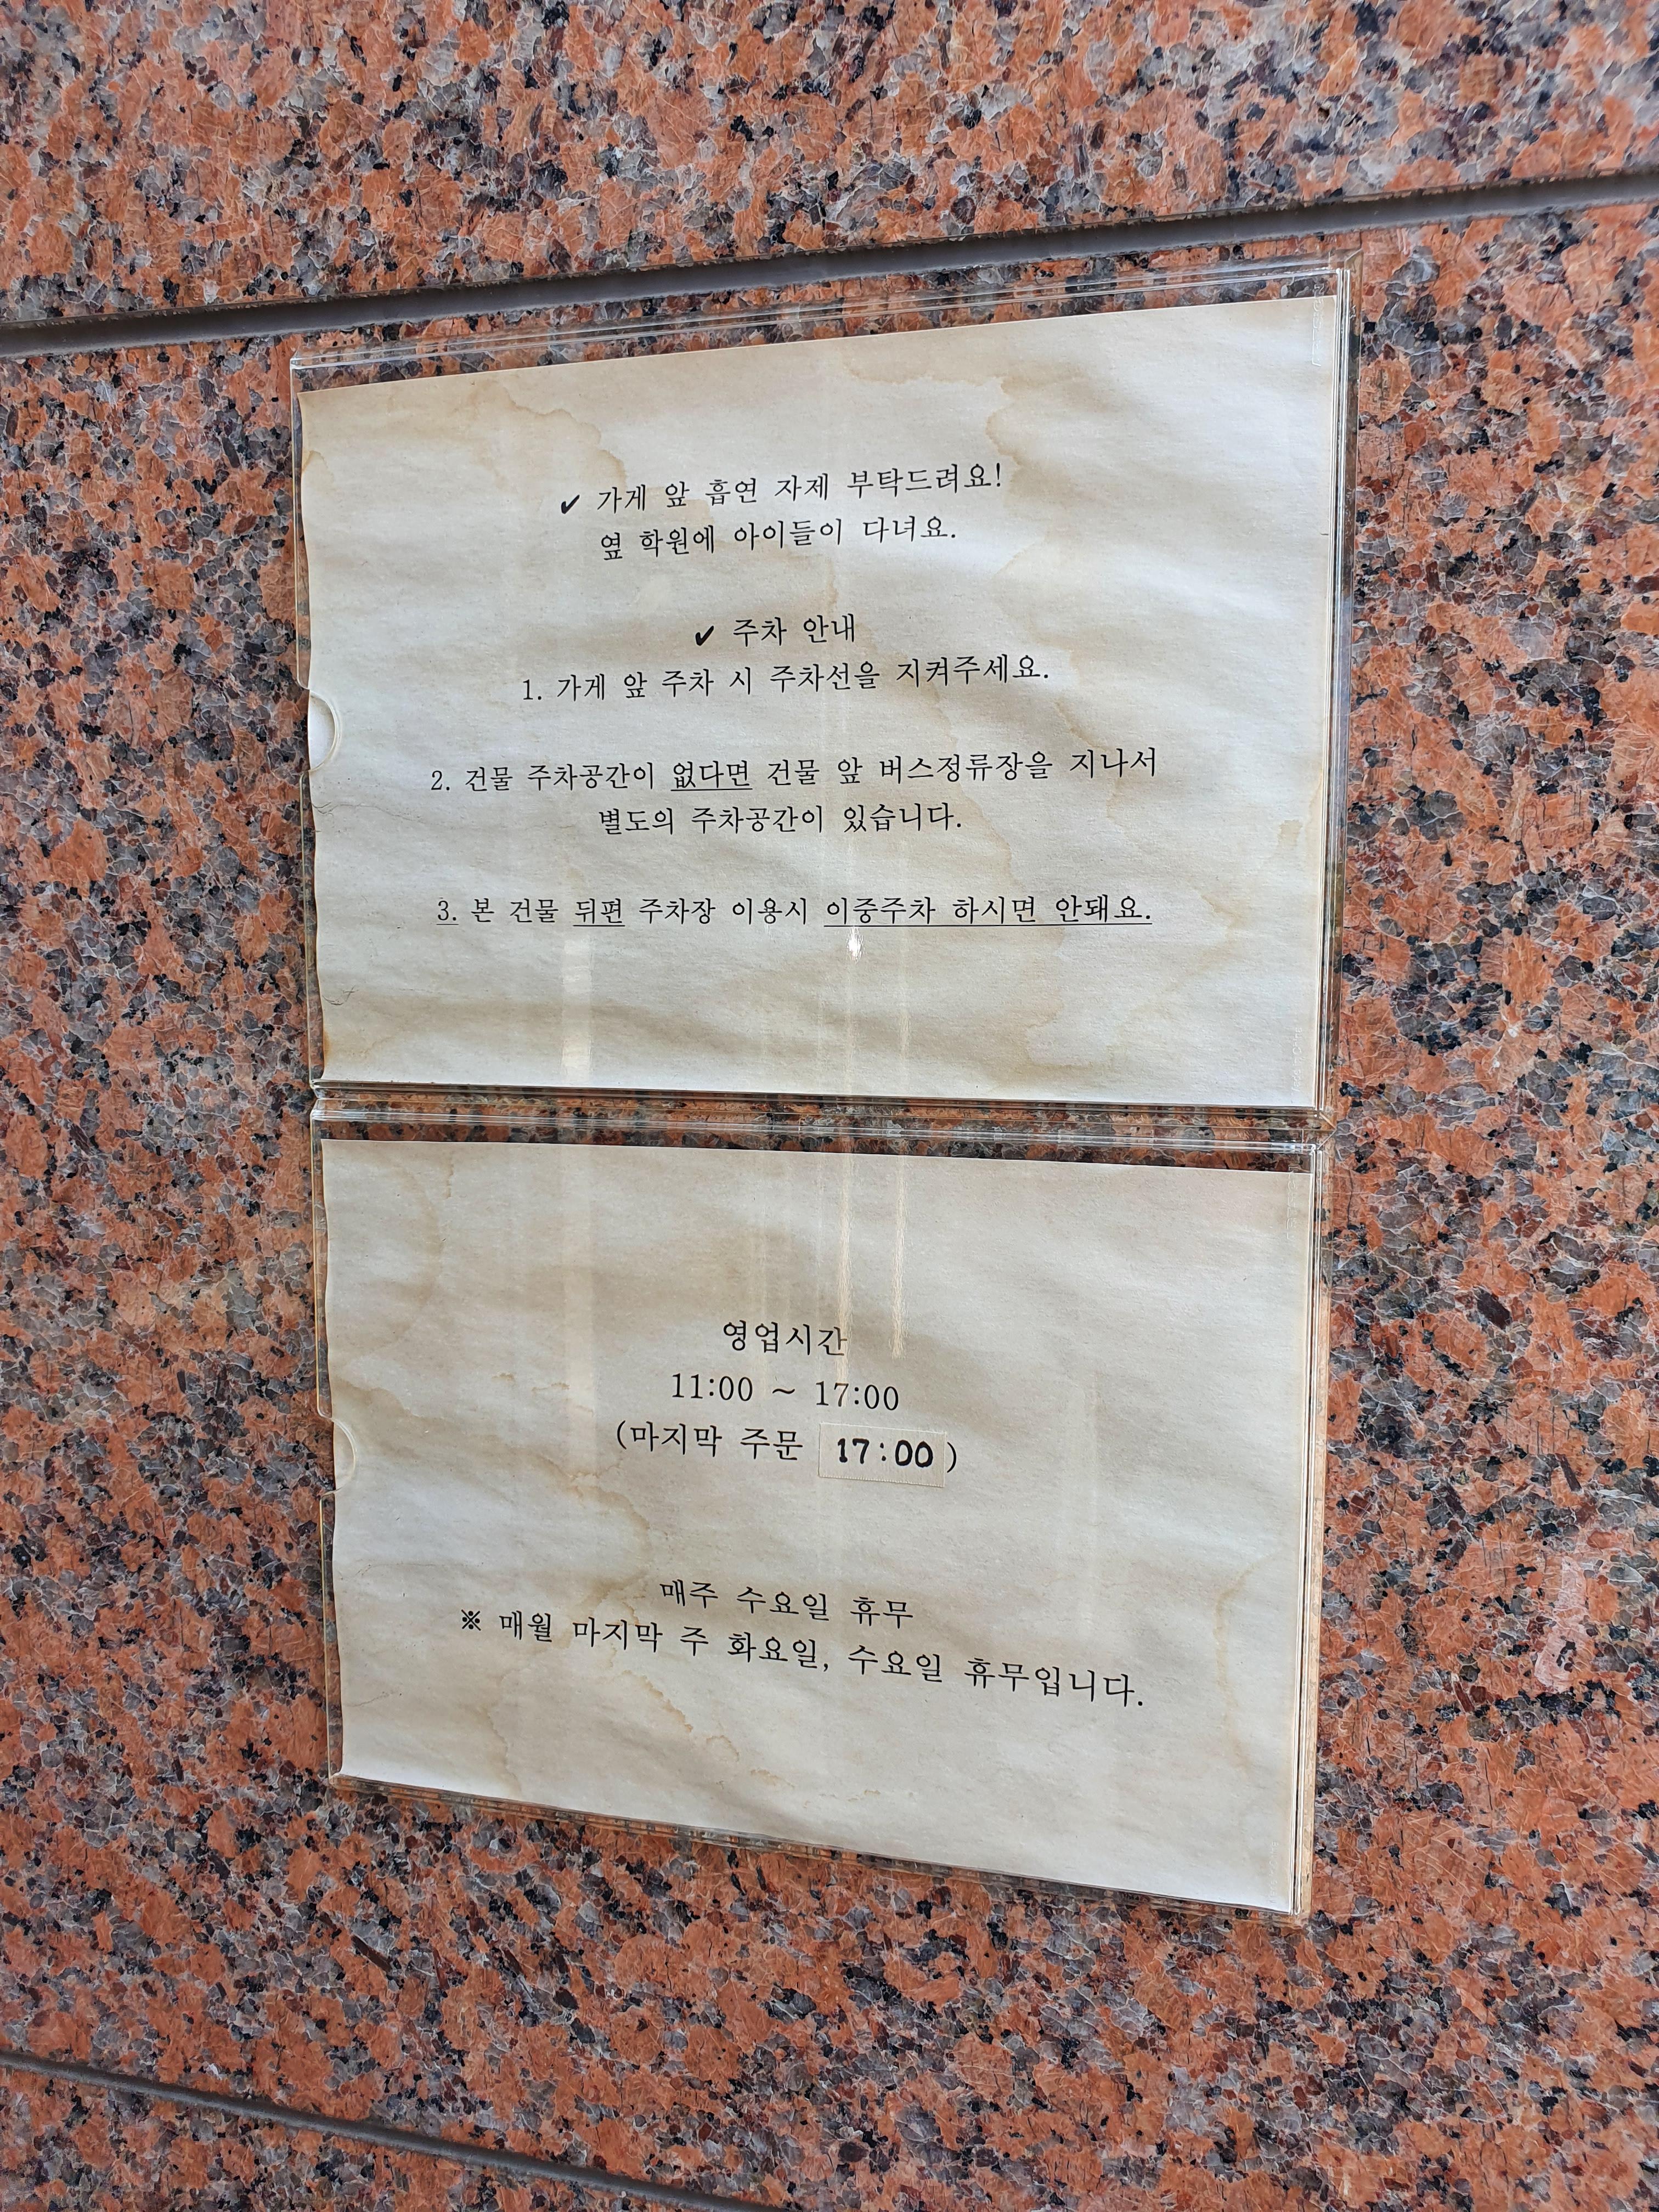 ✔ 가게 앞 흡연 자제 부탁드려요!
옆 학원에 아이들이 다녀요.
✔ 주차 안내
1. 가게 앞 주차 시 주차선을 지켜주세요.
2. 건물 주차공간이 없다면 건물 앞 버스정류장을 지나서
별도의 주차공간이 있습니다.
3. 본 건물 뒤편 주차장 이용시 이중주차 하시면 안돼요.
영업시간
11:00 ~ 17:00
(마지막 주문 17:00)
매주 수요일 휴무
※ 매월 마지막 주 화요일, 수요일 휴무입니다.